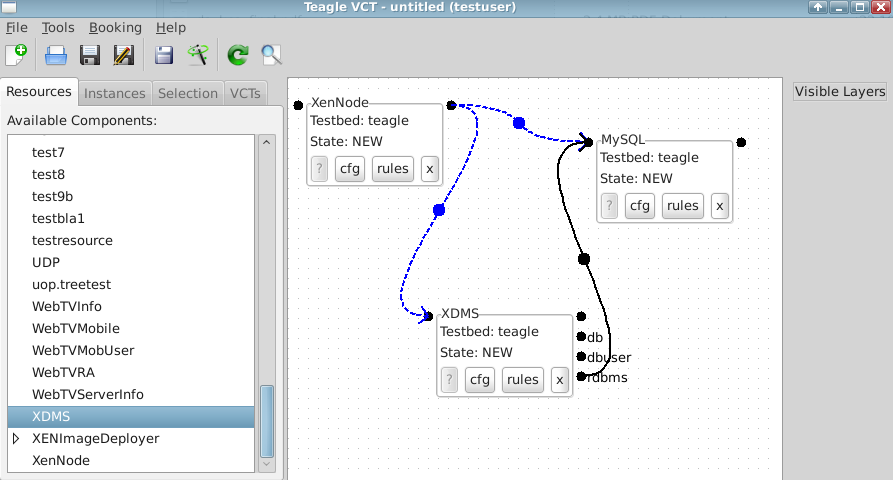 Teagle VCT - untitled (testuser)
File Tools Booking Help
Resources Instances Selection VCTs
Available Components:
test7
test8
test9b
testbla1
testresource
UDP
uop.treetest
WebTVInfo
WebTVMobile
WebTVMobUser
WebTVRA
WebTVServerInfo
XDMS
XENImageDeployer
XenNode
XenNode
Testbed: teagle
State: NEW
? cfg rules x
MySQL
Testbed: teagle
State: NEW
? cfg rules x
XDMS
Testbed: teagle
State: NEW
? cfg rules x
db
dbuser
rdbms
Visible Layers